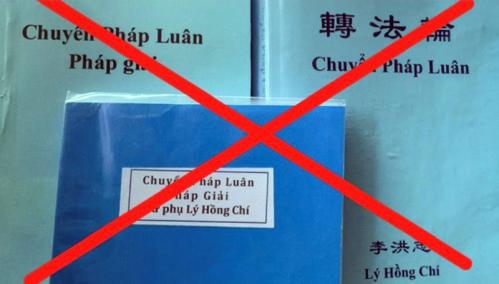 Chuyển Pháp Luân
Pháp giải
轉法輪
Chuyển Pháp Luân
Chuyển Pháp Luân
Pháp Giải
phụ Lý Hồng Chí
李洪志
Lý Hồng Chí